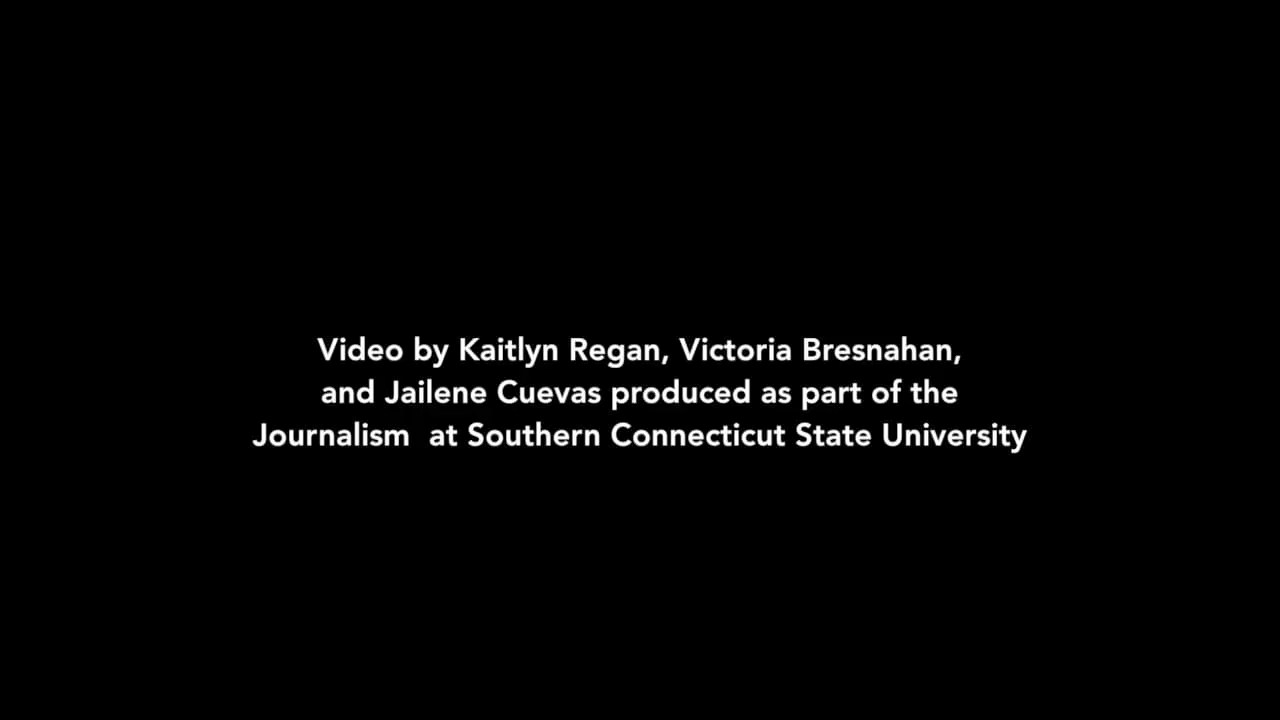 Video by Kaitlyn Regan, Victoria Bresnahan,
and Jailene Cuevas produced as part of the
Journalism  at Southern Connecticut State University